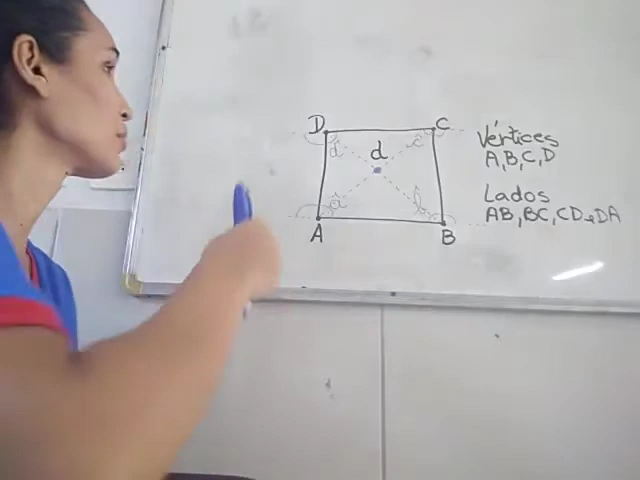 D
C
d
d
c
a
b
A
B
Vértices
A,B,C,D
Lados
AB, BC, CD e DA